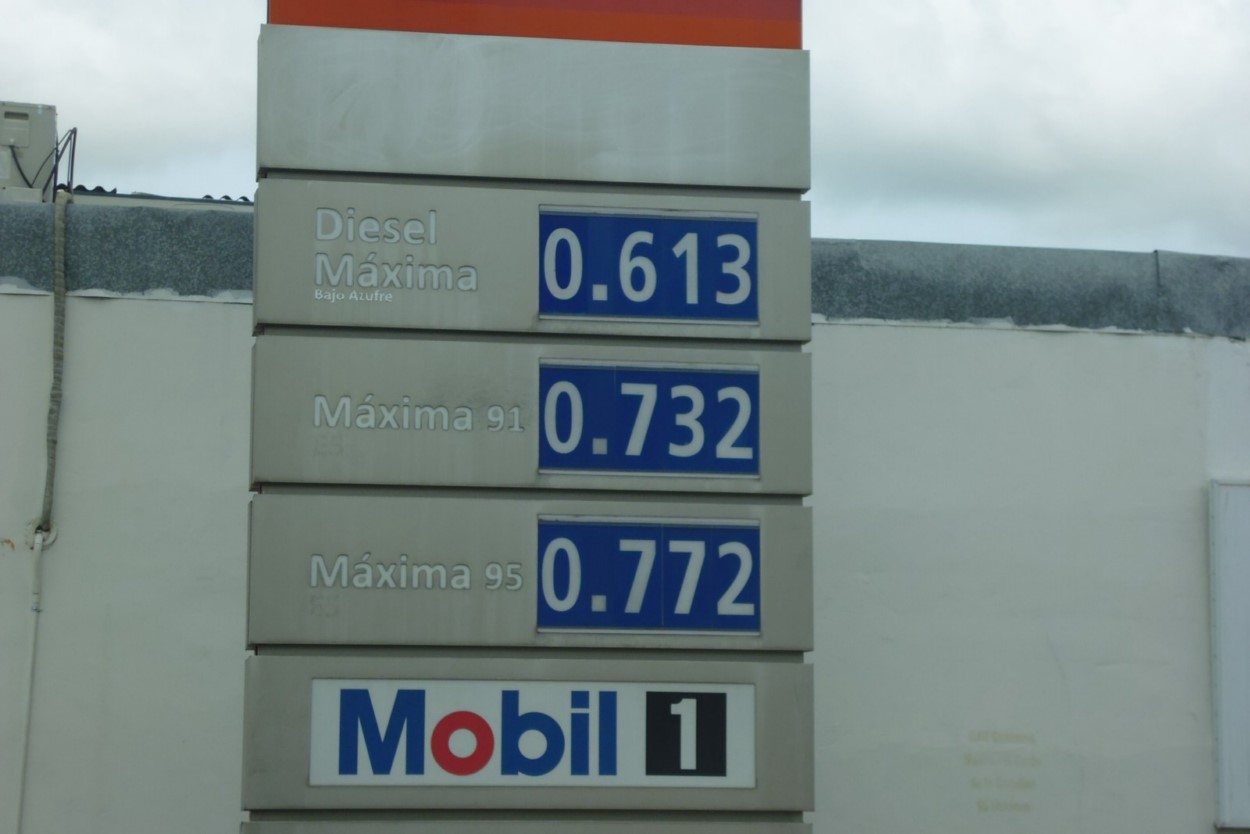 Diesel
Máxima
Bajo Azufre
0.613
Máxima 91
0.732
Máxima 95
0.772
Mobil 1